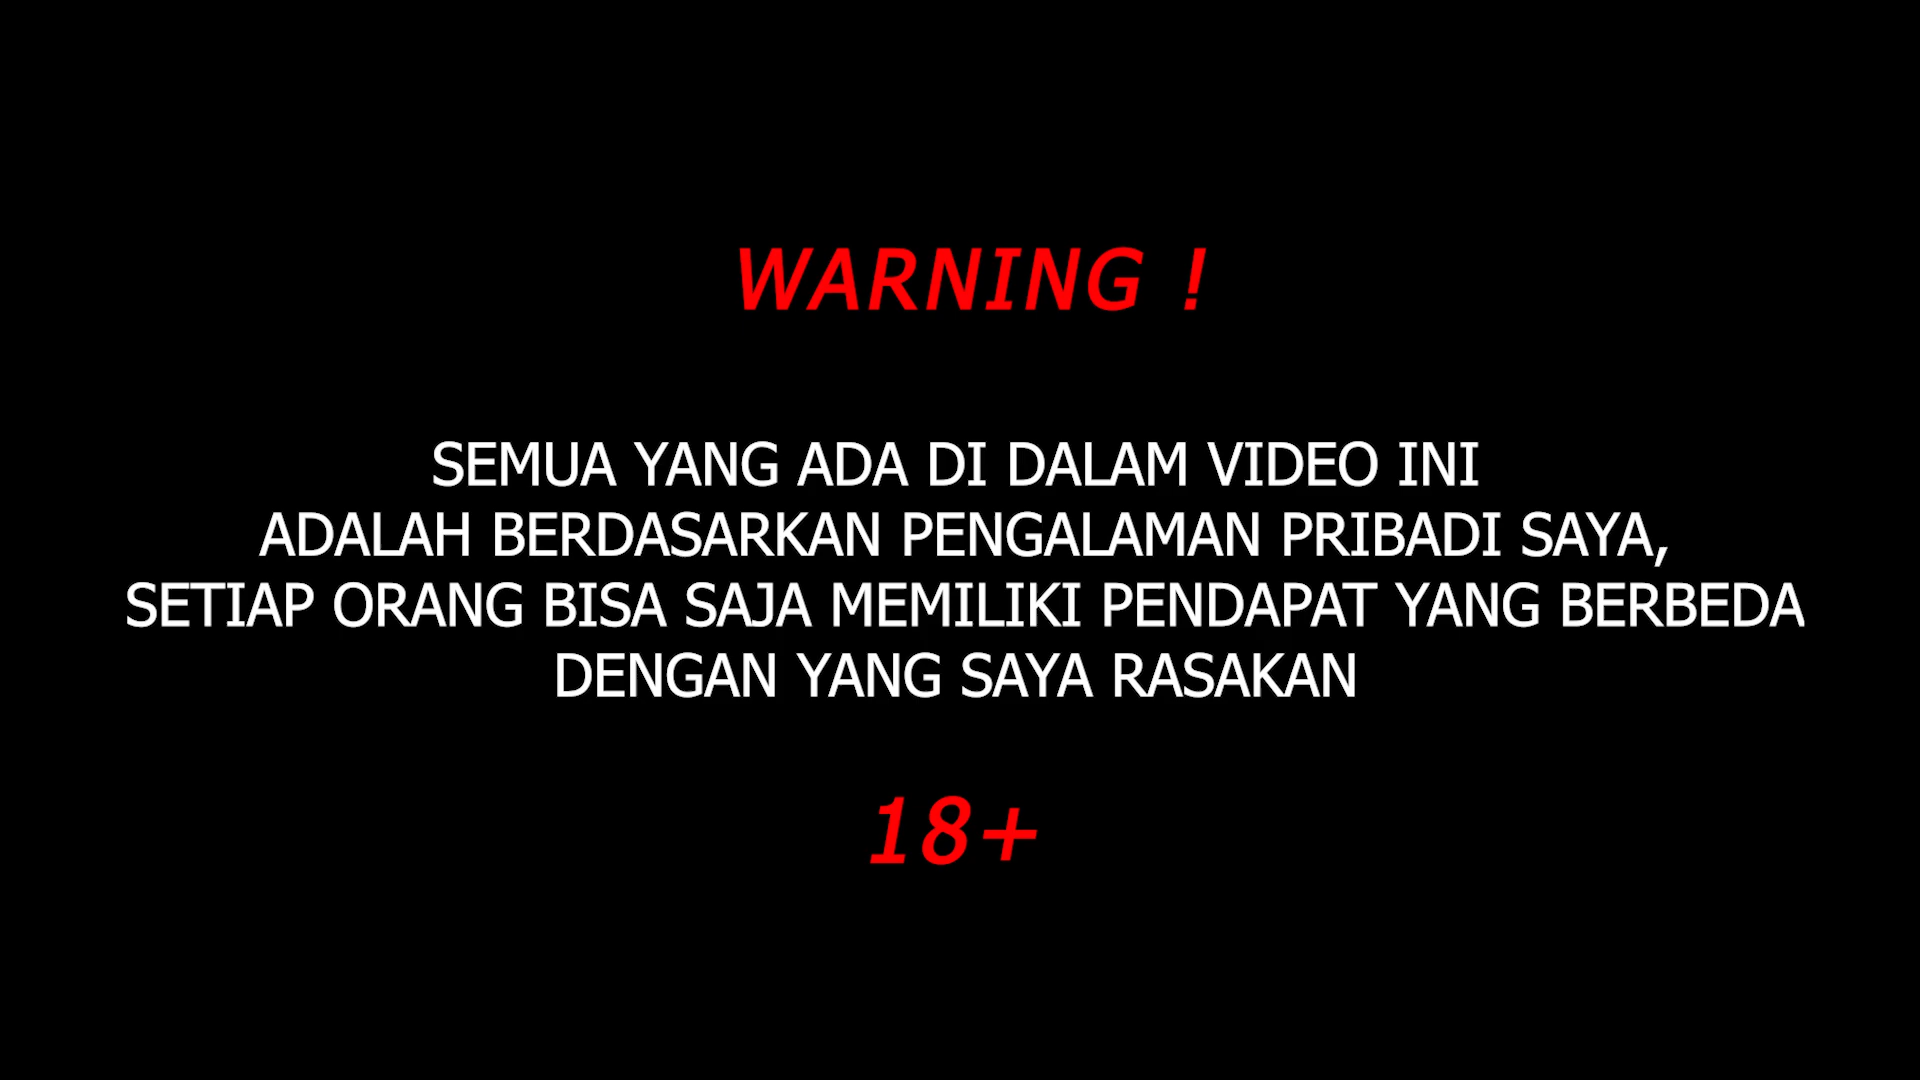 WARNING !
SEMUA YANG ADA DI DALAM VIDEO INI
ADALAH BERDASARKAN PENGALAMAN PRIBADI SAYA,
SETIAP ORANG BISA SAJA MEMILIKI PENDAPAT YANG BERBEDA
DENGAN YANG SAYA RASAKAN
18+